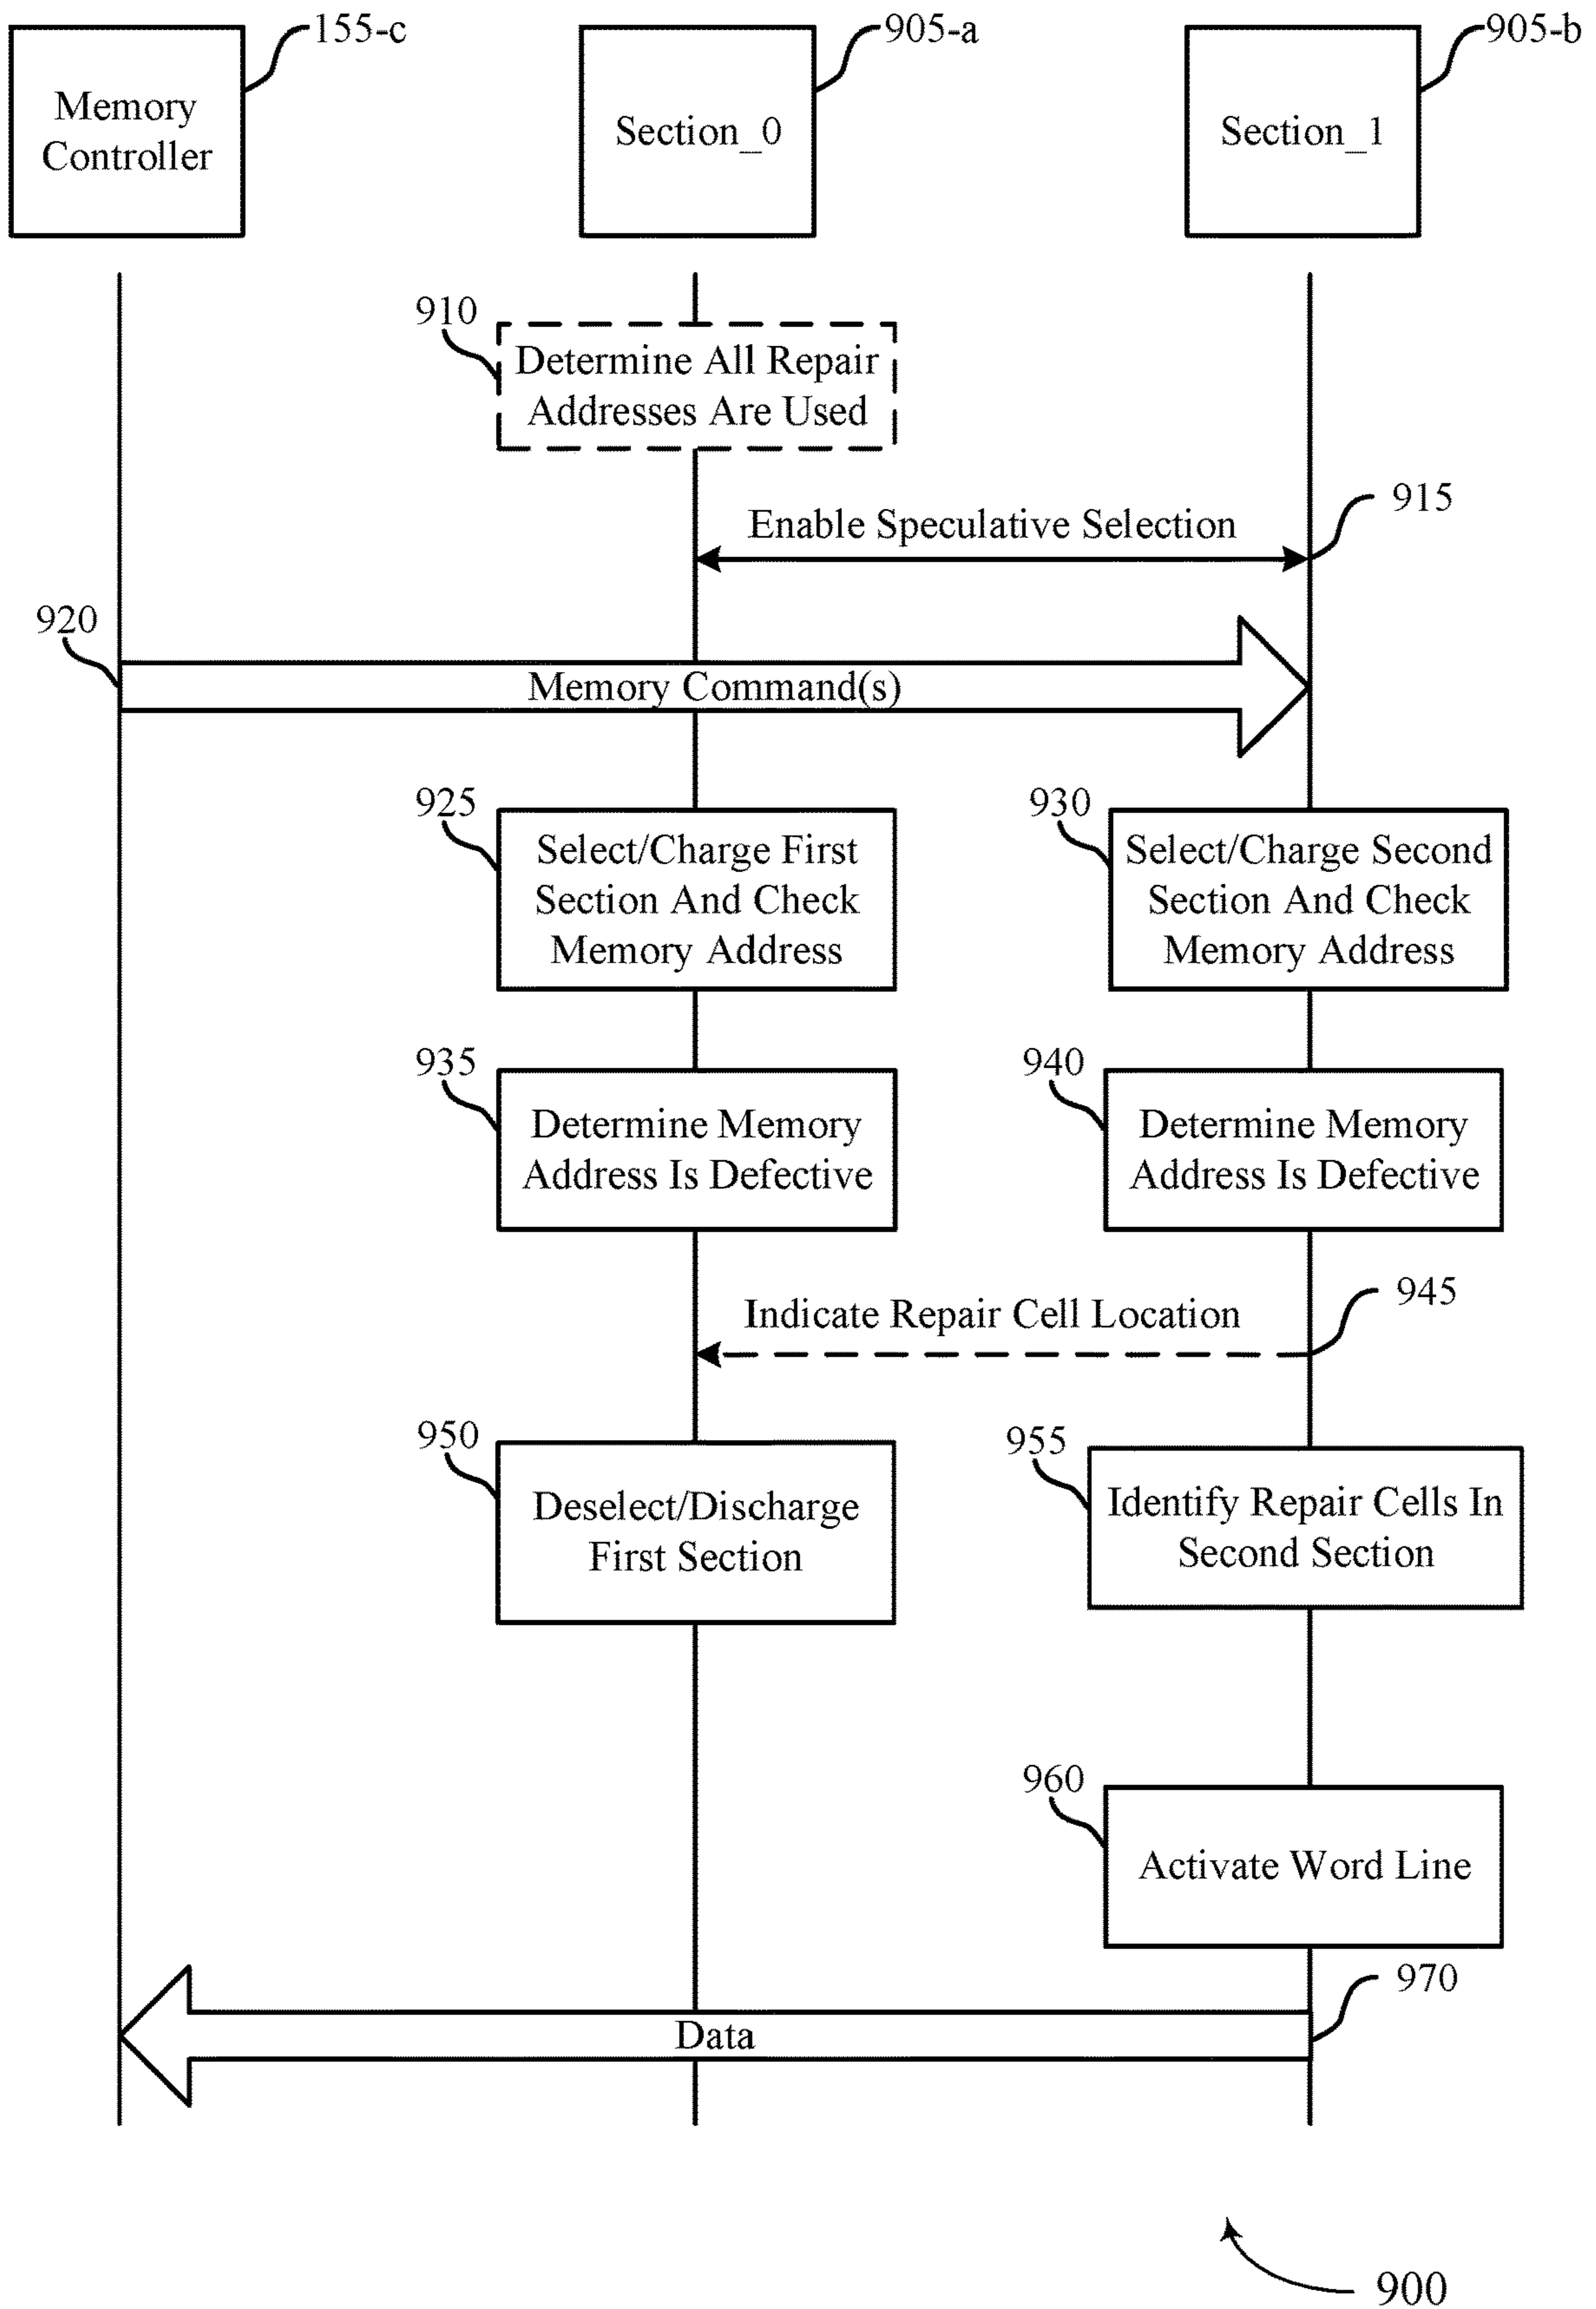 155-c
905-a
905-b
Memory
Controller
Section_0
Section_1
910
Determine All Repair
Addresses Are Used
915
Enable Speculative Selection
920
Memory Command(s)
925
Select/Charge First
Section And Check
Memory Address
930
Select/Charge Second
Section And Check
Memory Address
935
Determine Memory
Address Is Defective
940
Determine Memory
Address Is Defective
945
Indicate Repair Cell Location
950
Deselect/Discharge
First Section
955
Identify Repair Cells In
Second Section
960
Activate Word Line
970
Data
900